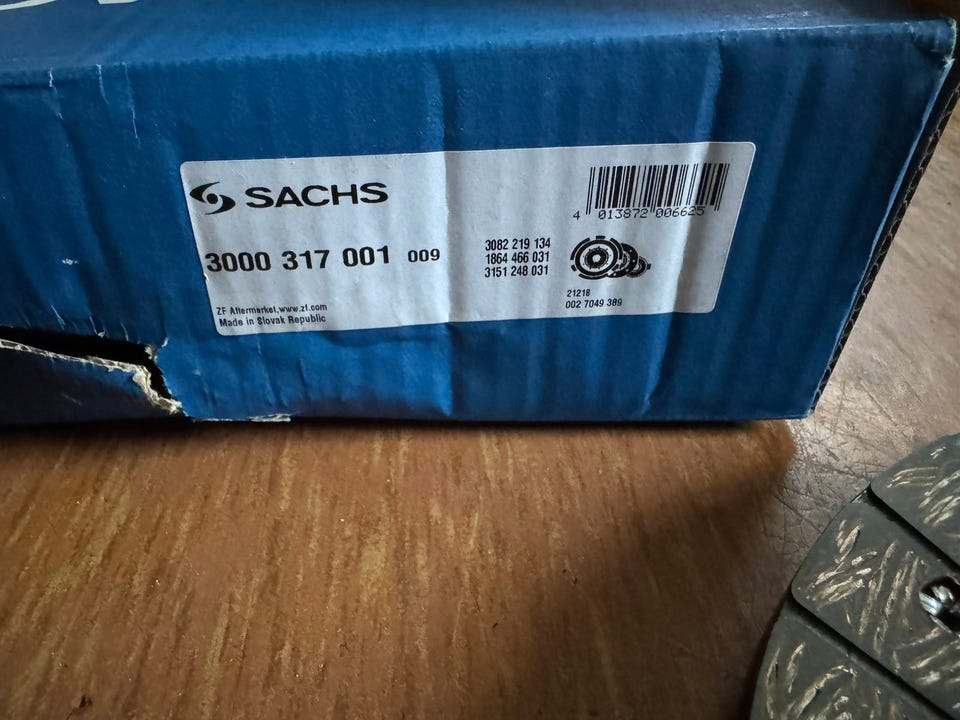 SACHS
3000 317 001 009
ZF Aftermarket,www.zf.com
Made in Slovak Republic
3082 219 134
1864 466 031
3151 248 031
4 013872 006625
21218
002 7049 389